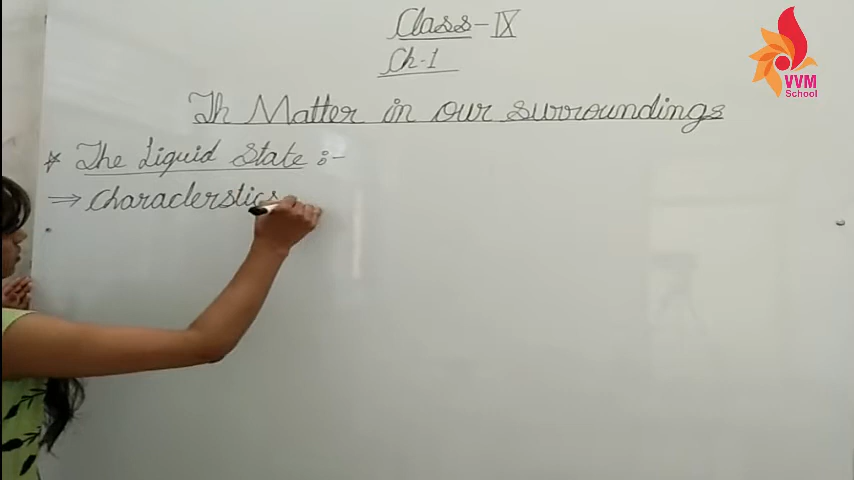 Class-IX
Ch-1
VVM
School
Th Matter in our surroundings
* The Liquid State :-
⇒ Characterstics